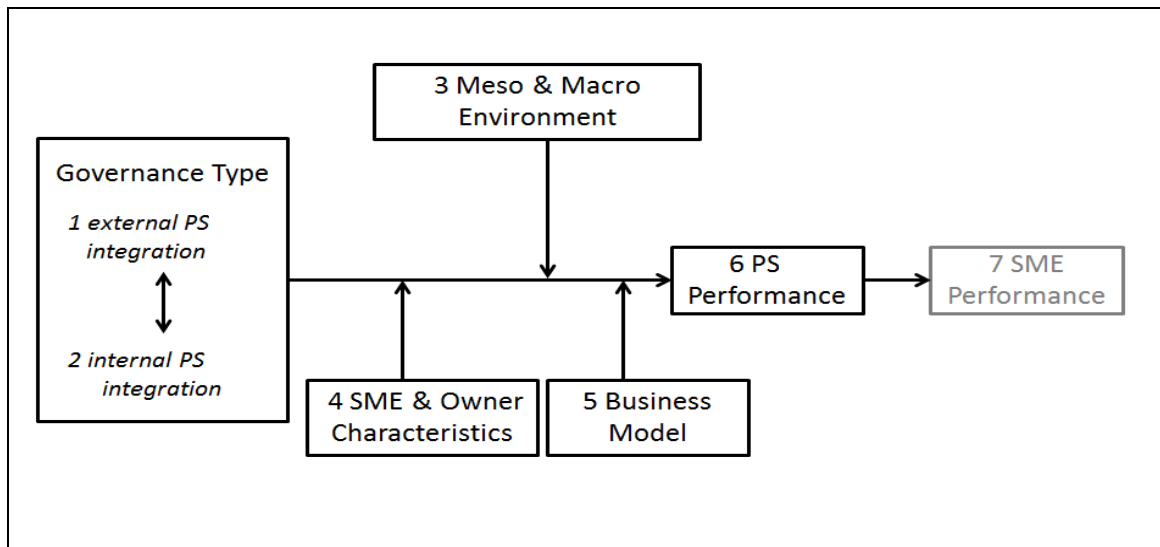 3 Meso & Macro
Environment
Governance Type
1 external PS
integration
2 internal PS
integration
6 PS
Performance
7 SME
Performance
4 SME & Owner
Characteristics
5 Business
Model